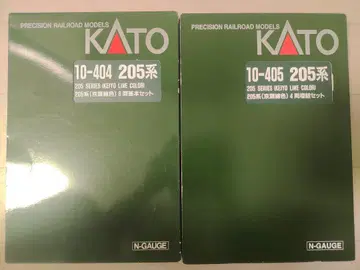 PRECISION RAILROAD MODELS
KATO
10-404 205系
205 SERIES (KEIYO LINE COLOR)
205系(京葉線色) 6両基本セット
N-GAUGE
PRECISION RAILROAD MODELS
KATO
10-405 205系
205 SERIES (KEIYO LINE COLOR)
205系(京葉線色) 4両増結セット
N-GAUGE